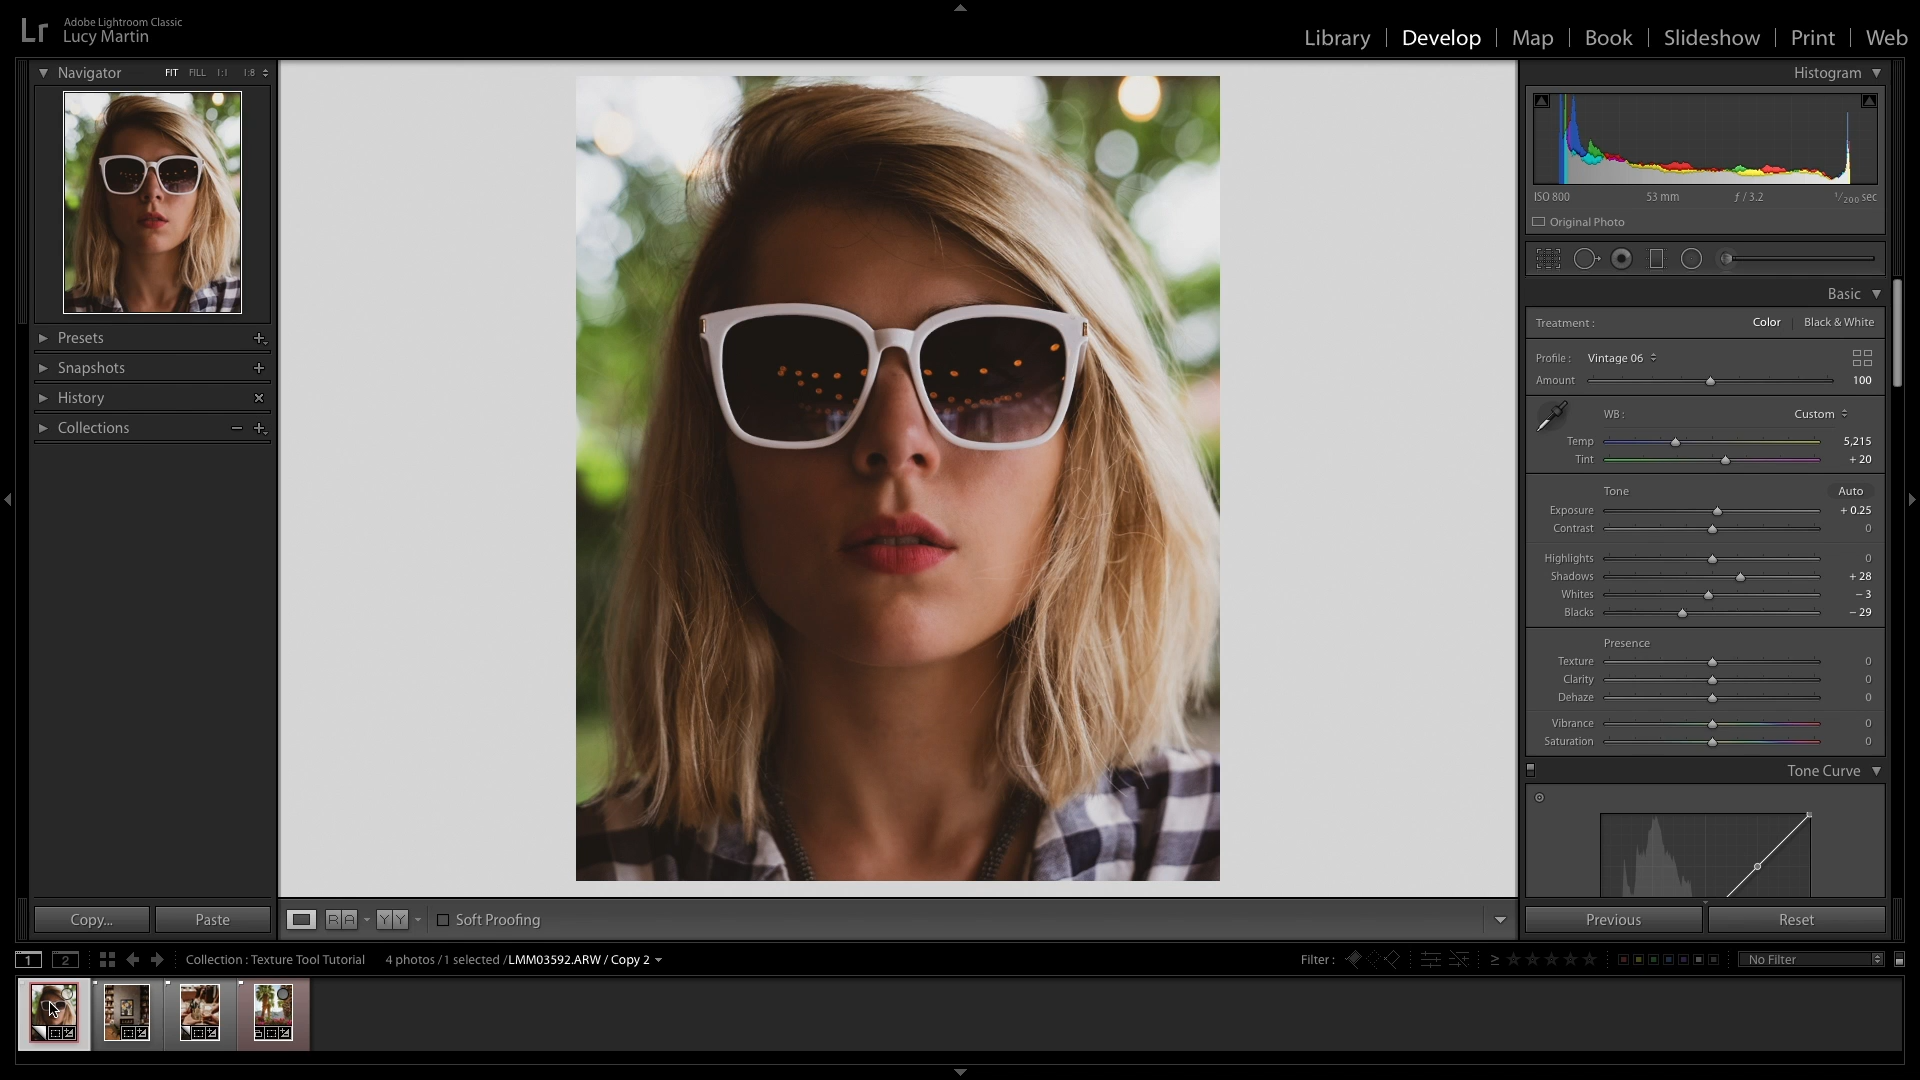 Lr
Adobe Lightroom Classic
Lucy Martin
Library | Develop | Map | Book | Slideshow | Print | Web
Navigator FIT FILL 1:1 1:8
Histogram
ISO 800 53 mm ƒ / 3.2 1/200 sec
Original Photo
Basic
Treatment : Color | Black & White
Profile : Vintage 06
Amount 100
WB : Custom
Temp 5,215
Tint + 20
Tone Auto
Exposure + 0.25
Contrast 0
Highlights 0
Shadows + 28
Whites − 3
Blacks − 29
Presence
Texture 0
Clarity 0
Dehaze 0
Vibrance 0
Saturation 0
Tone Curve
Presets
Snapshots
History
Collections
Copy... Paste
R A Y Y Soft Proofing
Previous Reset
1 2 Collection : Texture Tool Tutorial 4 photos / 1 selected / LMM03592.ARW / Copy 2
Filter : ≥ No Filter